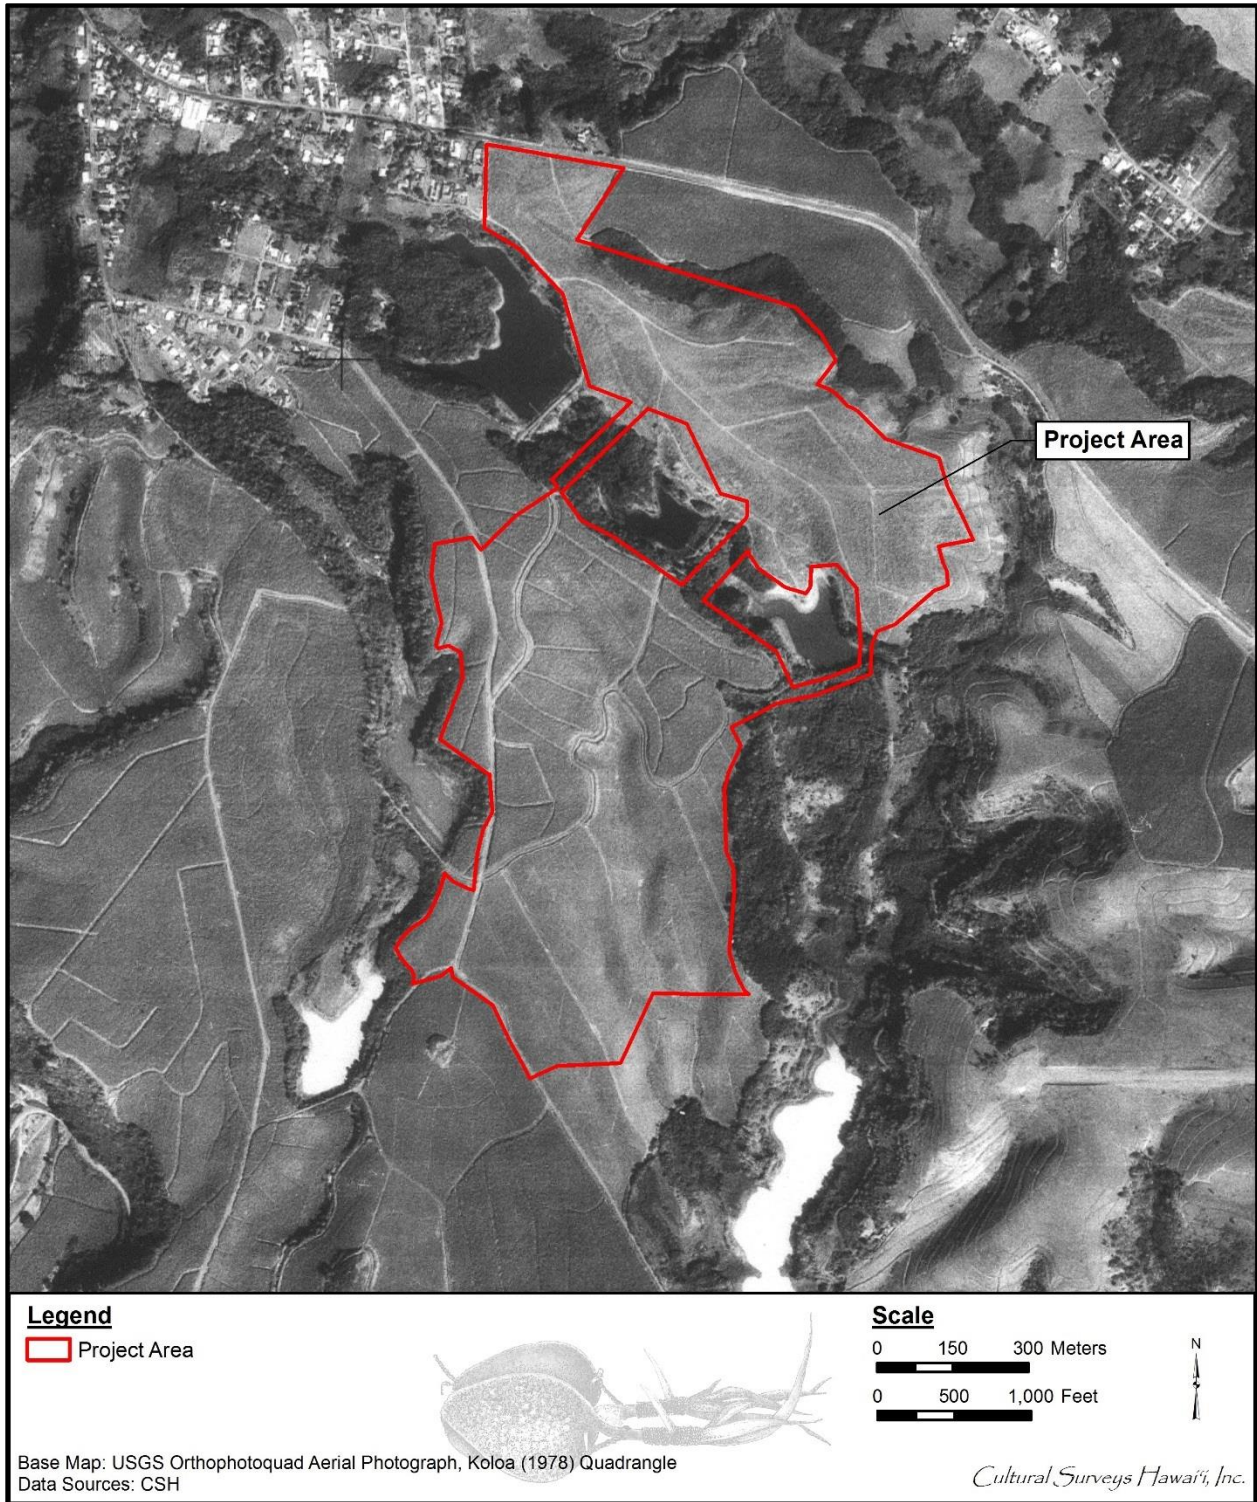 Project Area
Legend
Project Area
Scale
0 150 300 Meters
0 500 1,000 Feet
N
Base Map: USGS Orthophotoquad Aerial Photograph, Koloa (1978) Quadrangle
Data Sources: CSH
Cultural Surveys Hawai‘i, Inc.